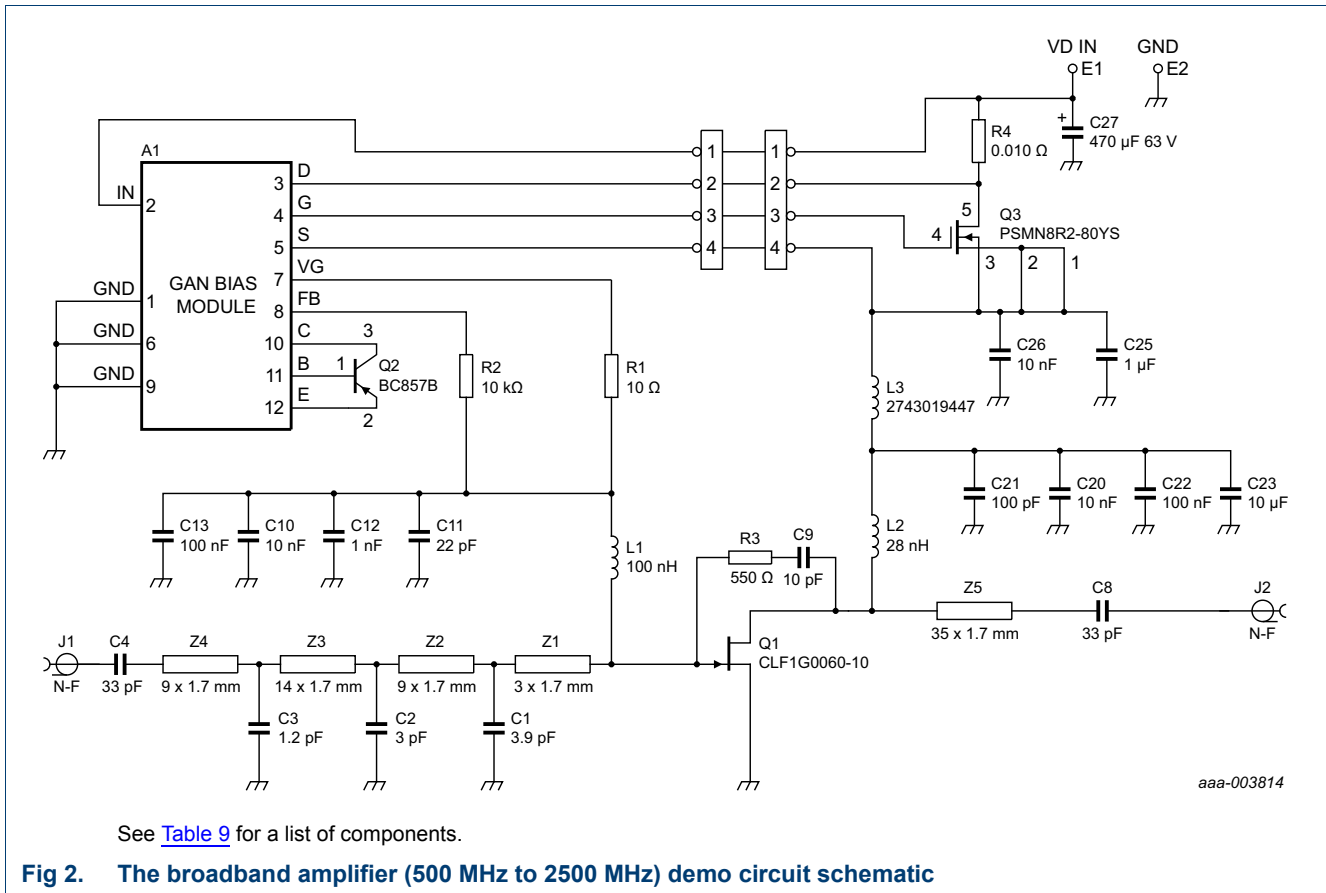 VD IN
GND
E1
E2
+
C27
470 µF 63 V
R4
0.010 Ω
A1
1
1
D
3
2
2
IN
2
G
4
3
3
5
Q3
PSMN8R2-80YS
4
S
5
4
4
3
2
1
VG
7
GAN BIAS
MODULE
GND
1
FB
8
C
10
3
GND
6
B
11
1
Q2
BC857B
GND
9
E
12
2
R2
10 kΩ
R1
10 Ω
C26
10 nF
C25
1 µF
L3
2743019447
C13
100 nF
C10
10 nF
C12
1 nF
C11
22 pF
C21
100 pF
C20
10 nF
C22
100 nF
C23
10 µF
L1
100 nH
R3
550 Ω
C9
10 pF
L2
28 nH
J1
N-F
C4
33 pF
Z4
9 x 1.7 mm
Z3
14 x 1.7 mm
Z2
9 x 1.7 mm
Z1
3 x 1.7 mm
Q1
CLF1G0060-10
Z5
35 x 1.7 mm
C8
33 pF
J2
N-F
C3
1.2 pF
C2
3 pF
C1
3.9 pF
aaa-003814
See Table 9 for a list of components.
Fig 2. The broadband amplifier (500 MHz to 2500 MHz) demo circuit schematic